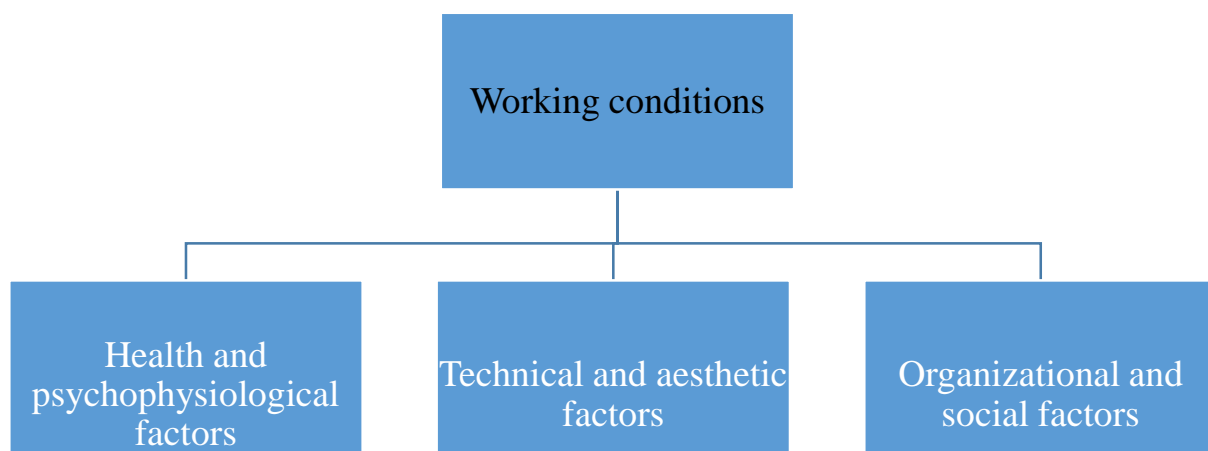 Working conditions
Health and
psychophysiological
factors
Technical and aesthetic
factors
Organizational and
social factors